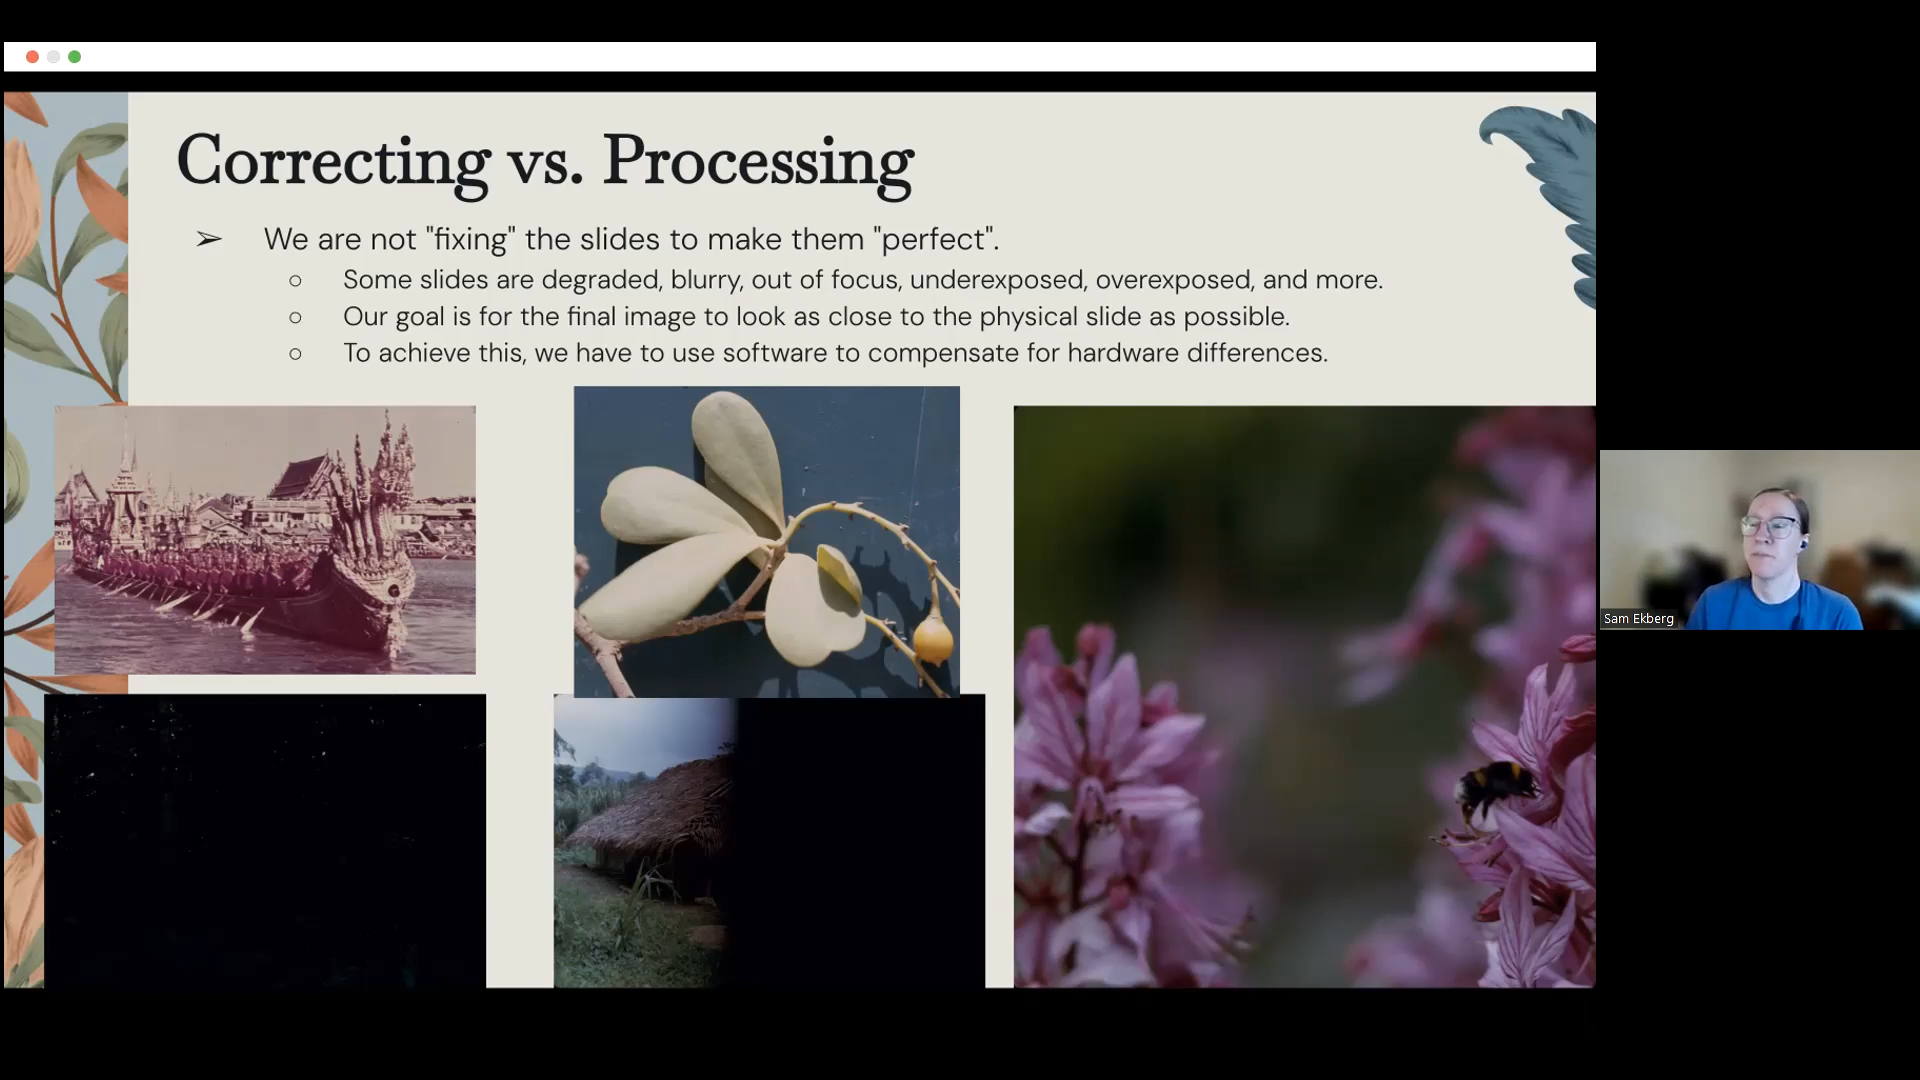 Correcting vs. Processing
➢ We are not "fixing" the slides to make them "perfect".
○ Some slides are degraded, blurry, out of focus, underexposed, overexposed, and more.
○ Our goal is for the final image to look as close to the physical slide as possible.
○ To achieve this, we have to use software to compensate for hardware differences.
Sam Ekberg